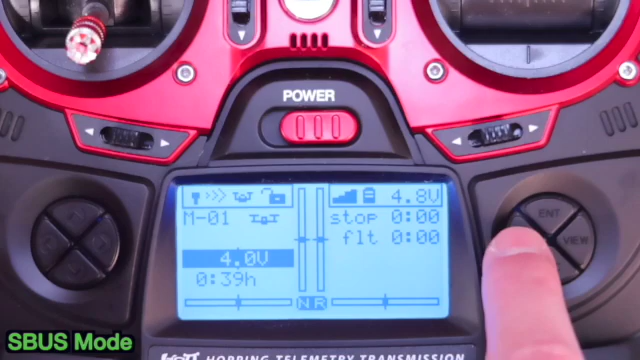 POWER
4.8V
M-01
stop 0:00
flt 0:00
4.0V
0:39h
N R
ENT
VIEW
SBUS Mode
HoTT HOPPING TELEMETRY TRANSMISSION